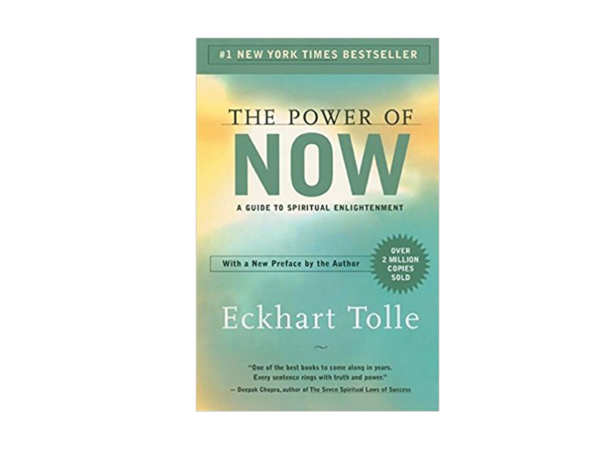 #1 NEW YORK TIMES BESTSELLER
THE POWER OF
NOW
A GUIDE TO SPIRITUAL ENLIGHTENMENT
With a New Preface by the Author
OVER
2 MILLION
COPIES
SOLD
Eckhart Tolle
"One of the best books to come along in years.
Every sentence rings with truth and power."
— Deepak Chopra, author of The Seven Spiritual Laws of Success